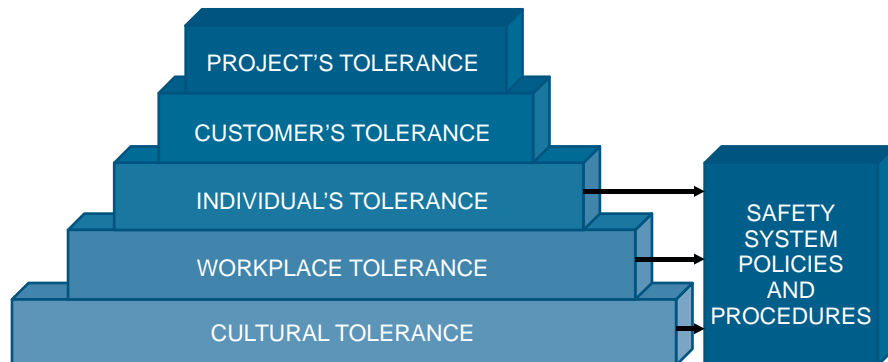 PROJECT’S TOLERANCE
CUSTOMER’S TOLERANCE
INDIVIDUAL’S TOLERANCE
WORKPLACE TOLERANCE
CULTURAL TOLERANCE
SAFETY
SYSTEM
POLICIES
AND
PROCEDURES